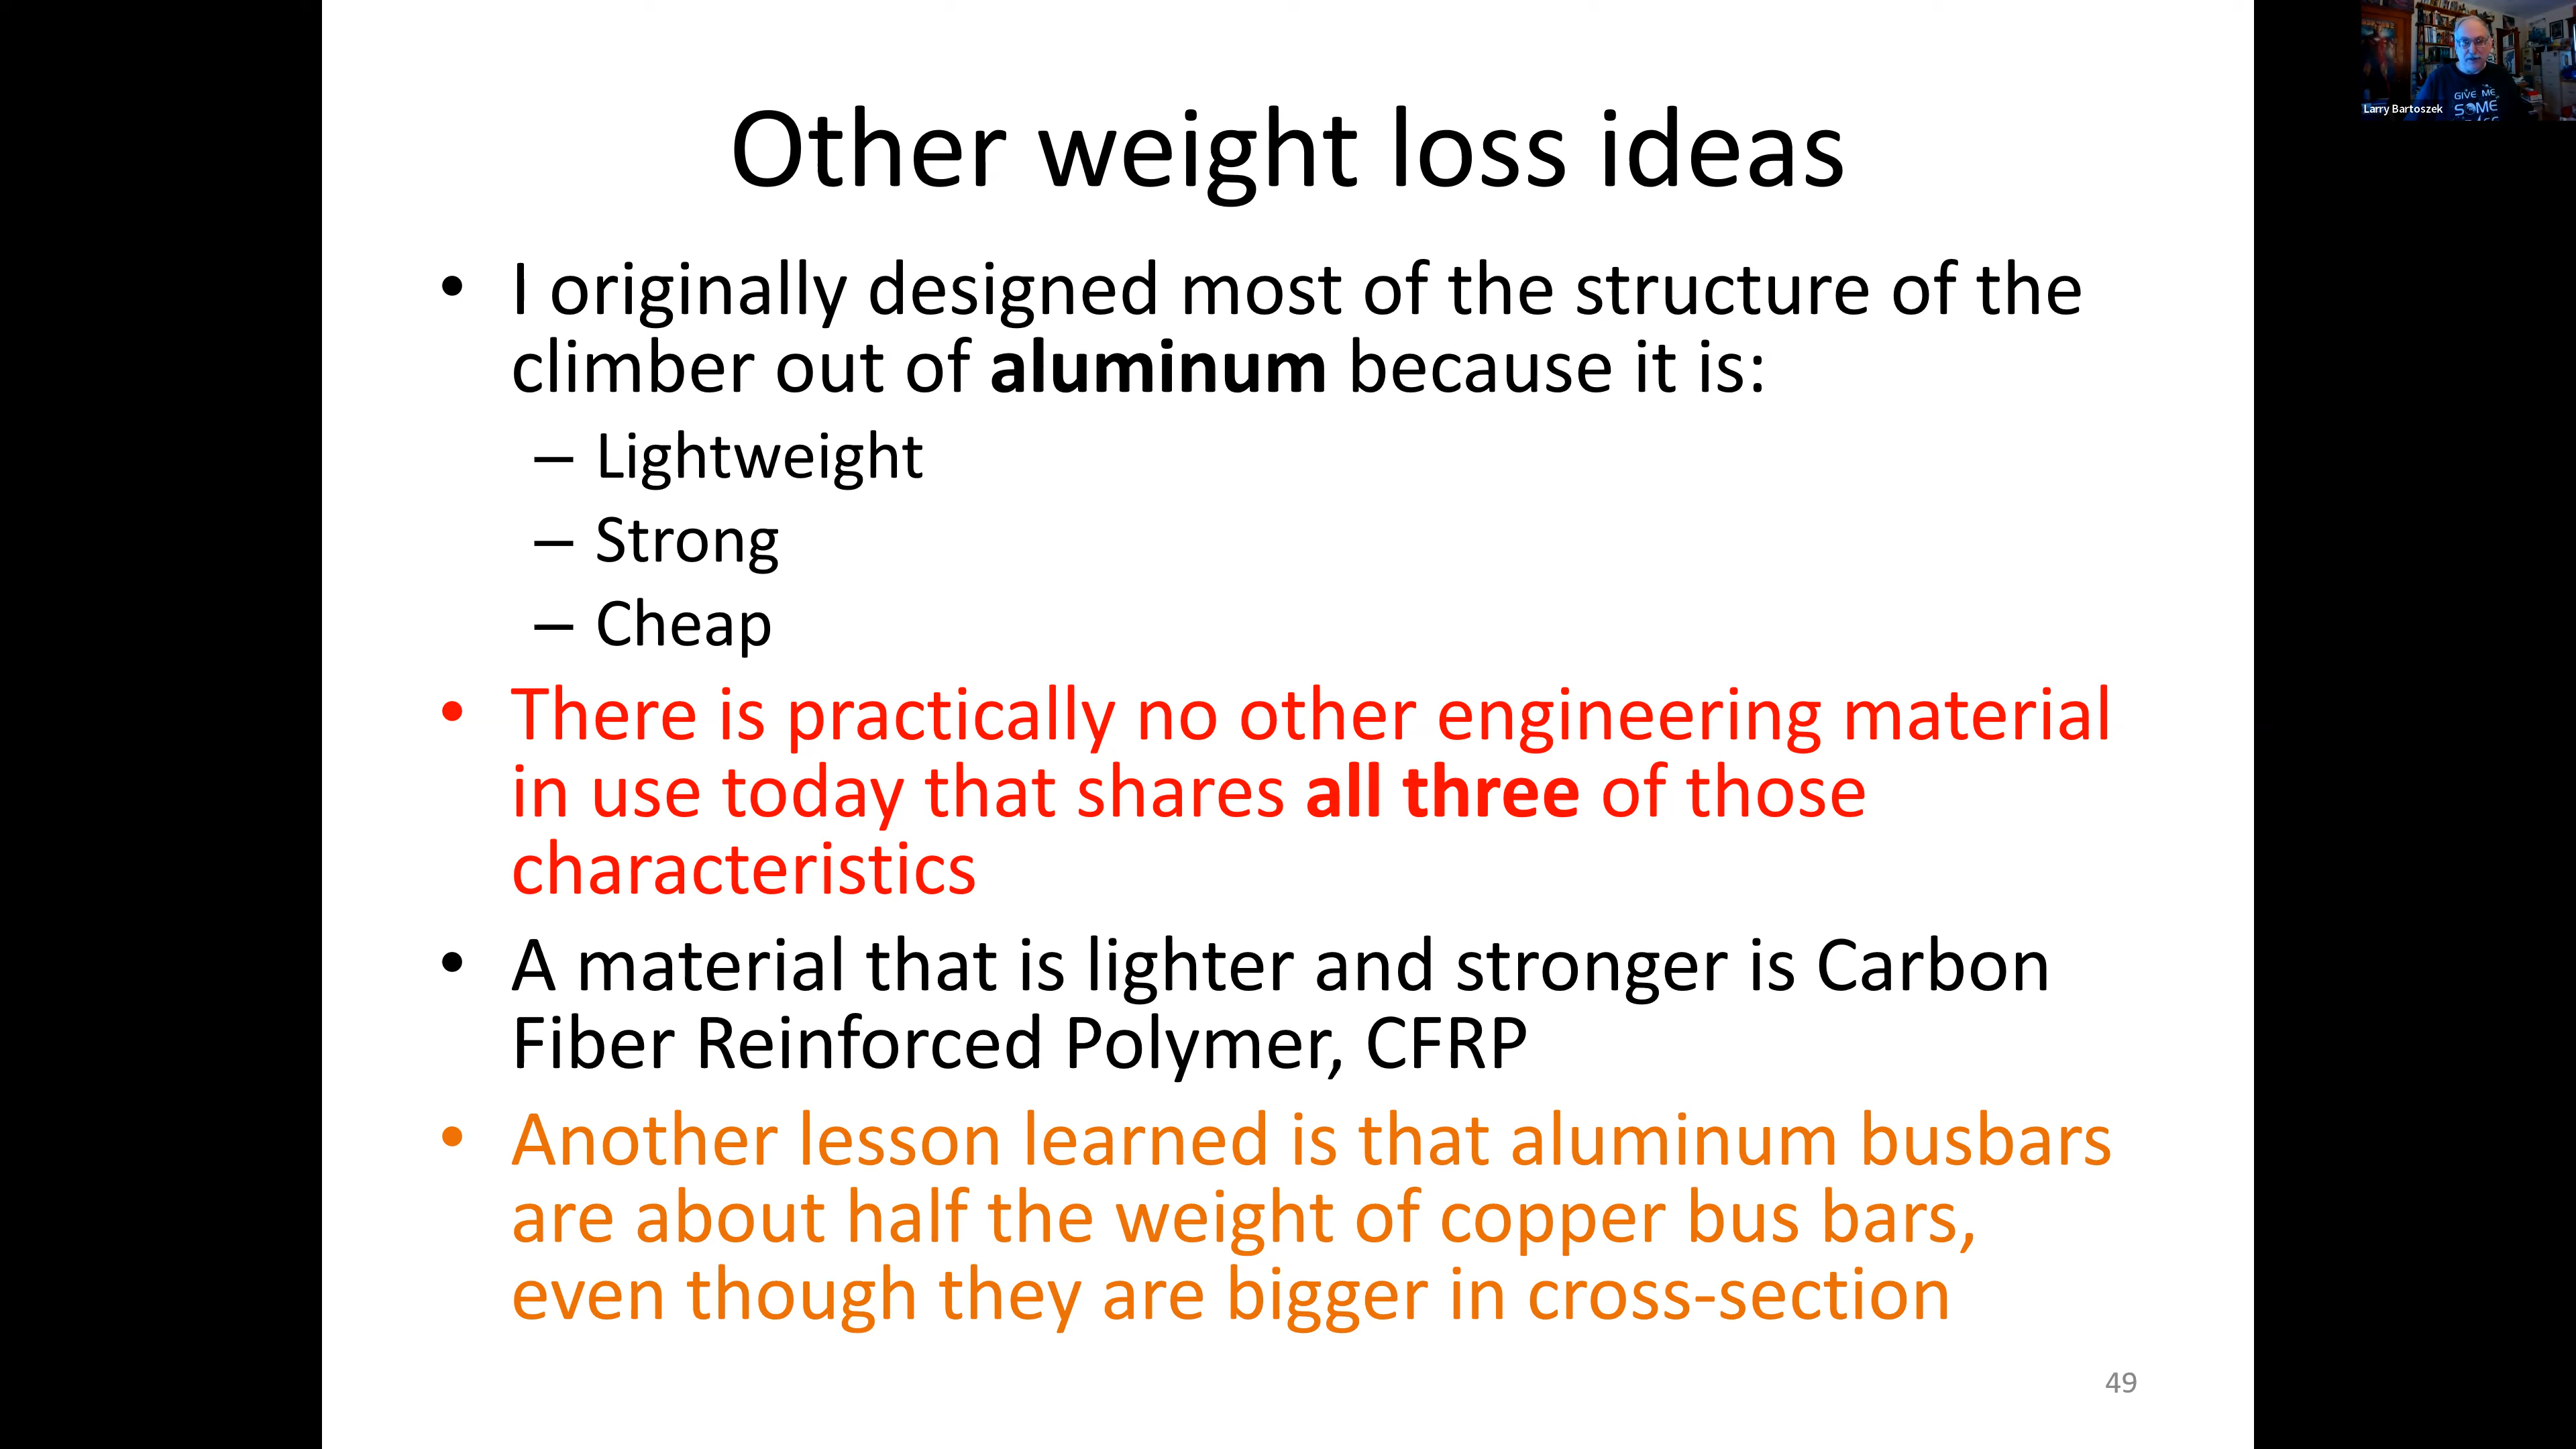 Other weight loss ideas
• I originally designed most of the structure of the
climber out of aluminum because it is:
– Lightweight
– Strong
– Cheap
• There is practically no other engineering material
in use today that shares all three of those
characteristics
• A material that is lighter and stronger is Carbon
Fiber Reinforced Polymer, CFRP
• Another lesson learned is that aluminum busbars
are about half the weight of copper bus bars,
even though they are bigger in cross-section
49
Larry Bartoszek
GIVE ME
SOME